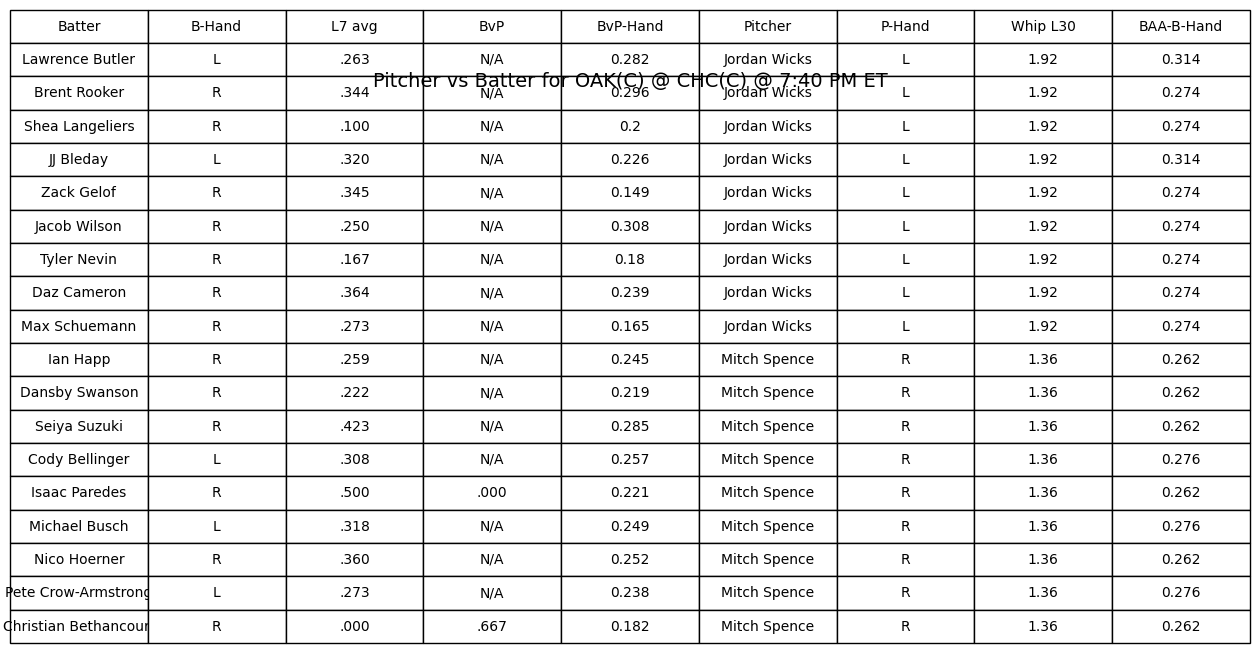 Batter B-Hand L7 avg BvP BvP-Hand Pitcher P-Hand Whip L30 BAA-B-Hand
Lawrence Butler L .263 N/A 0.282 Jordan Wicks L 1.92 0.314
Pitcher vs Batter for OAK(C) @ CHC(C) @ 7:40 PM ET
Brent Rooker R .344 N/A 0.296 Jordan Wicks L 1.92 0.274
Shea Langeliers R .100 N/A 0.2 Jordan Wicks L 1.92 0.274
JJ Bleday L .320 N/A 0.226 Jordan Wicks L 1.92 0.314
Zack Gelof R .345 N/A 0.149 Jordan Wicks L 1.92 0.274
Jacob Wilson R .250 N/A 0.308 Jordan Wicks L 1.92 0.274
Tyler Nevin R .167 N/A 0.18 Jordan Wicks L 1.92 0.274
Daz Cameron R .364 N/A 0.239 Jordan Wicks L 1.92 0.274
Max Schuemann R .273 N/A 0.165 Jordan Wicks L 1.92 0.274
Ian Happ R .259 N/A 0.245 Mitch Spence R 1.36 0.262
Dansby Swanson R .222 N/A 0.219 Mitch Spence R 1.36 0.262
Seiya Suzuki R .423 N/A 0.285 Mitch Spence R 1.36 0.262
Cody Bellinger L .308 N/A 0.257 Mitch Spence R 1.36 0.276
Isaac Paredes R .500 .000 0.221 Mitch Spence R 1.36 0.262
Michael Busch L .318 N/A 0.249 Mitch Spence R 1.36 0.276
Nico Hoerner R .360 N/A 0.252 Mitch Spence R 1.36 0.262
Pete Crow-Armstrong L .273 N/A 0.238 Mitch Spence R 1.36 0.276
Christian Bethancour R .000 .667 0.182 Mitch Spence R 1.36 0.262